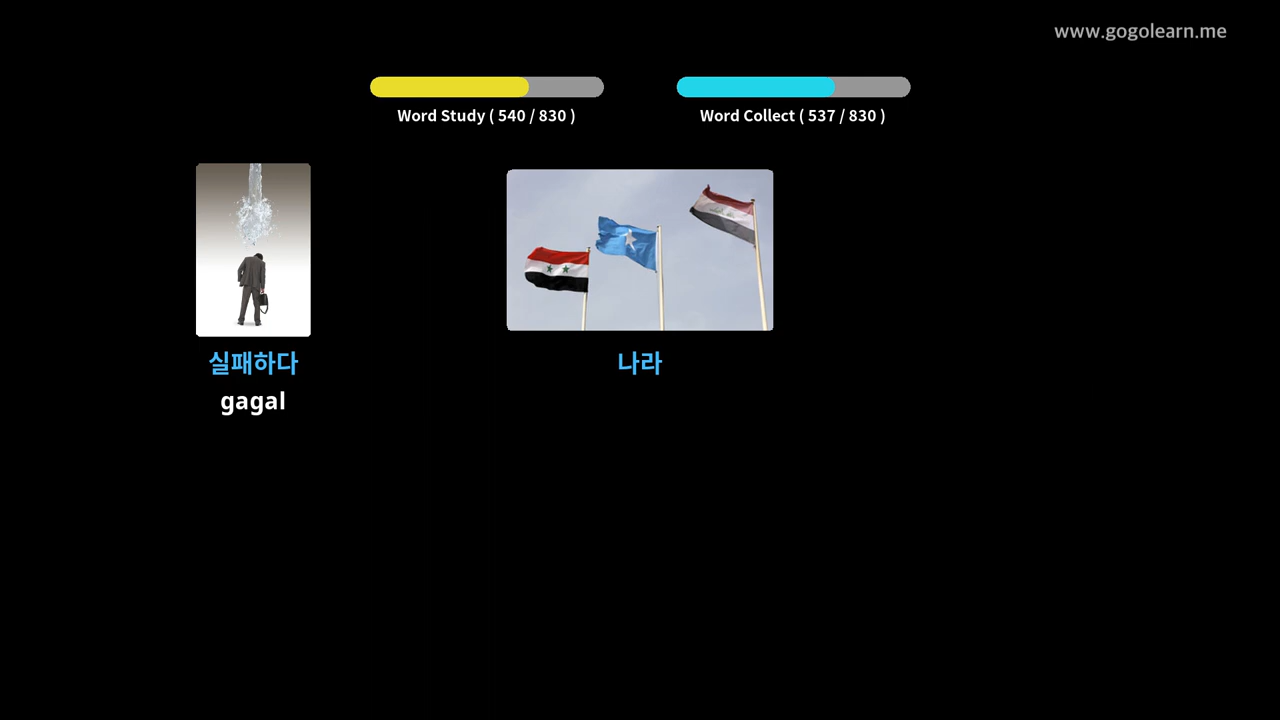 www.gogolearn.me
Word Study ( 540 / 830 )
Word Collect ( 537 / 830 )
실패하다
gagal
나라